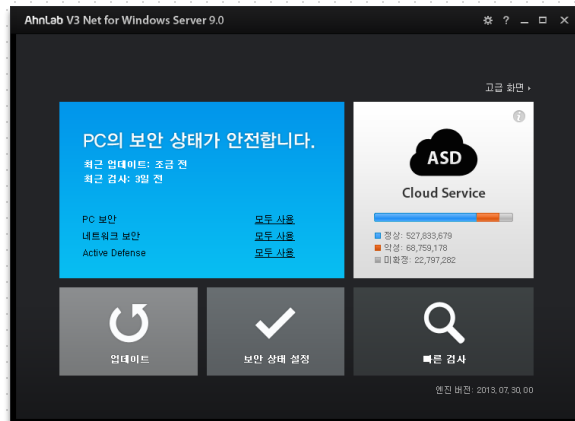 AhnLab V3 Net for Windows Server 9.0
?
고급 화면
PC의 보안 상태가 안전합니다.
최근 업데이트: 조금 전
최근 검사: 3일 전
PC 보안 모두 사용
네트워크 보안 모두 사용
Active Defense 모두 사용
i
ASD
Cloud Service
정상: 527,833,679
악성: 68,759,178
미확정: 22,797,282
업데이트
보안 상태 설정
빠른 검사
엔진 버전: 2013,07,30,00